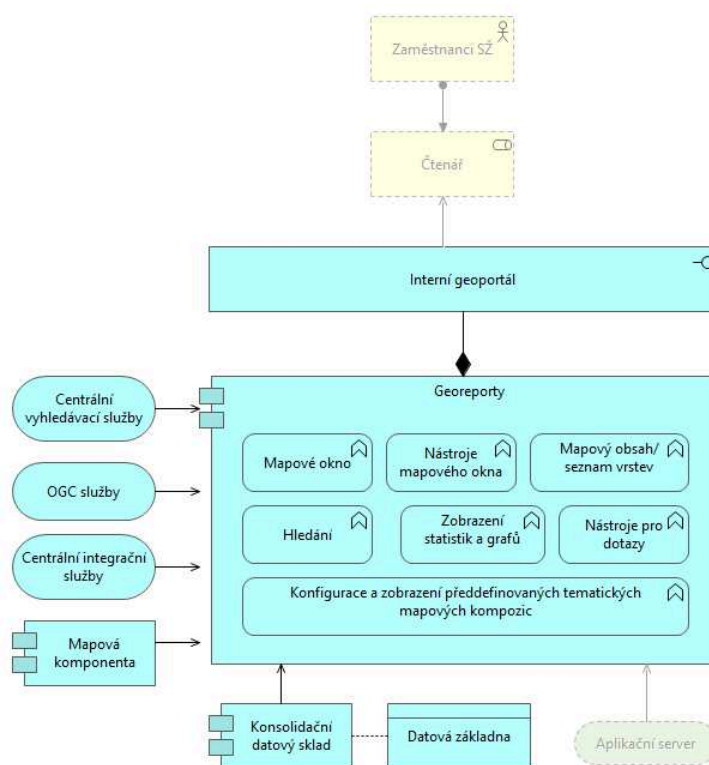 Zaměstnanci SŽ
Čtenář
Interní geoportál
Georeporty
Centrální
vyhledávací služby
OGC služby
Centrální integrační
služby
Mapová
komponenta
Mapové okno
Nástroje
mapového okna
Mapový obsah/
seznam vrstev
Hledání
Zobrazení
statistik a grafů
Nástroje pro
dotazy
Konfigurace a zobrazení předdefinovaných tematických
mapových kompozic
Konsolidační
datový sklad
Datová základna
Aplikační server